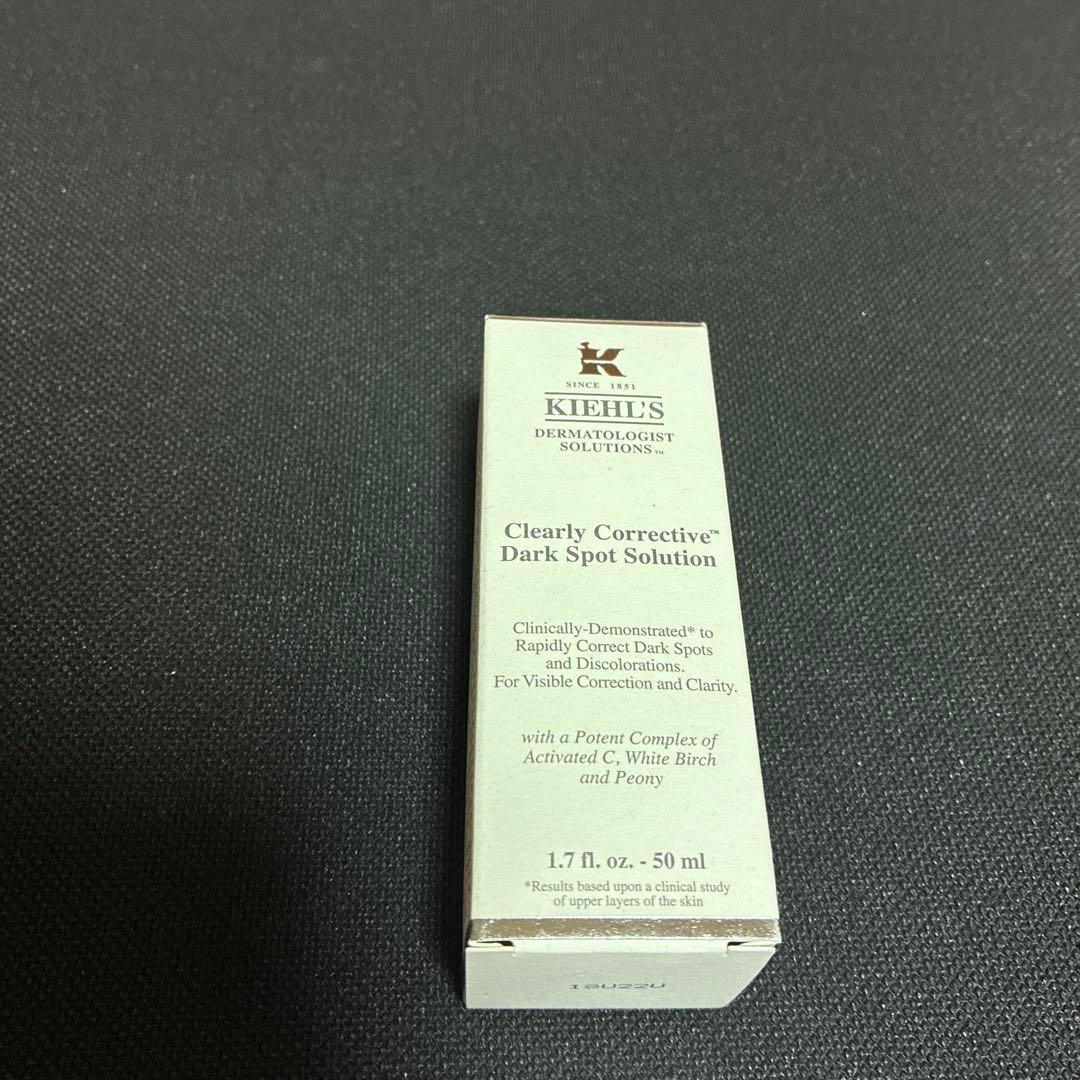 K
SINCE 1851
KIEHL'S
DERMATOLOGIST
SOLUTIONS™
Clearly Corrective™
Dark Spot Solution
Clinically-Demonstrated* to
Rapidly Correct Dark Spots
and Discolorations.
For Visible Correction and Clarity.
with a Potent Complex of
Activated C, White Birch
and Peony
1.7 fl. oz. - 50 ml
*Results based upon a clinical study
of upper layers of the skin
18U22U